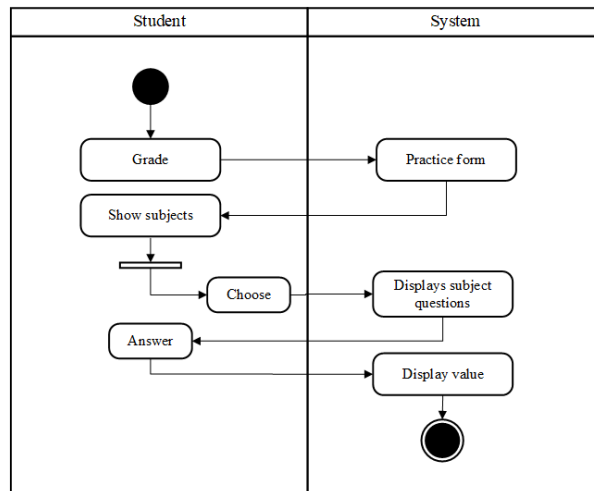 Student
System
Grade
Practice form
Show subjects
Choose
Displays subject
questions
Answer
Display value